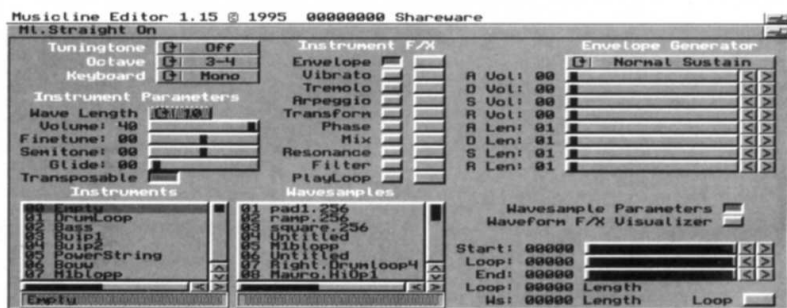 Musicline Editor 1.15 © 1995 00000000 Shareware
Ml.Straight On
Tuningtone Off
Octave 3-4
Keyboard Mono
Instrument Parameters
Wave Length 10
Volume: 40
Finetune: 00
Semitone: 00
Glide: 00
Transposable
Instrument F/X
Envelope
Vibrato
Tremolo
Arpeggio
Transform
Phase
Mix
Resonance
Filter
PlayLoop
Envelope Generator
Normal Sustain
A Vol: 00
D Vol: 00
S Vol: 00
R Vol: 00
A Len: 01
D Len: 01
S Len: 01
R Len: 01
Instruments
00 Empty
01 DrumLoop
02 Bass
03 Buip1
04 Buip2
05 PowerString
06 Bouw
07 M1blopp
Empty
Wavesamples
01 pad1.256
02 ramp.256
03 square.256
04 Untitled
05 M1blopp
06 Untitled
07 Right.Drumloop4
08 Mauro.HiOp1
Wavesample Parameters
Waveform F/X Visualizer
Start: 00000
Loop: 00000
End: 00000
Loop: 00000 Length
Ws: 00000 Length Loop